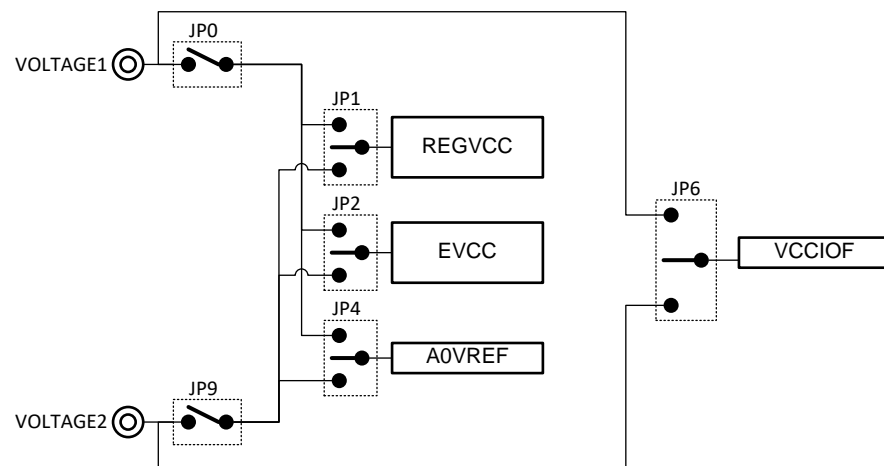 JP0
VOLTAGE1
JP1
REGVCC
JP2
EVCC
JP6
VCCIOF
JP4
A0VREF
JP9
VOLTAGE2